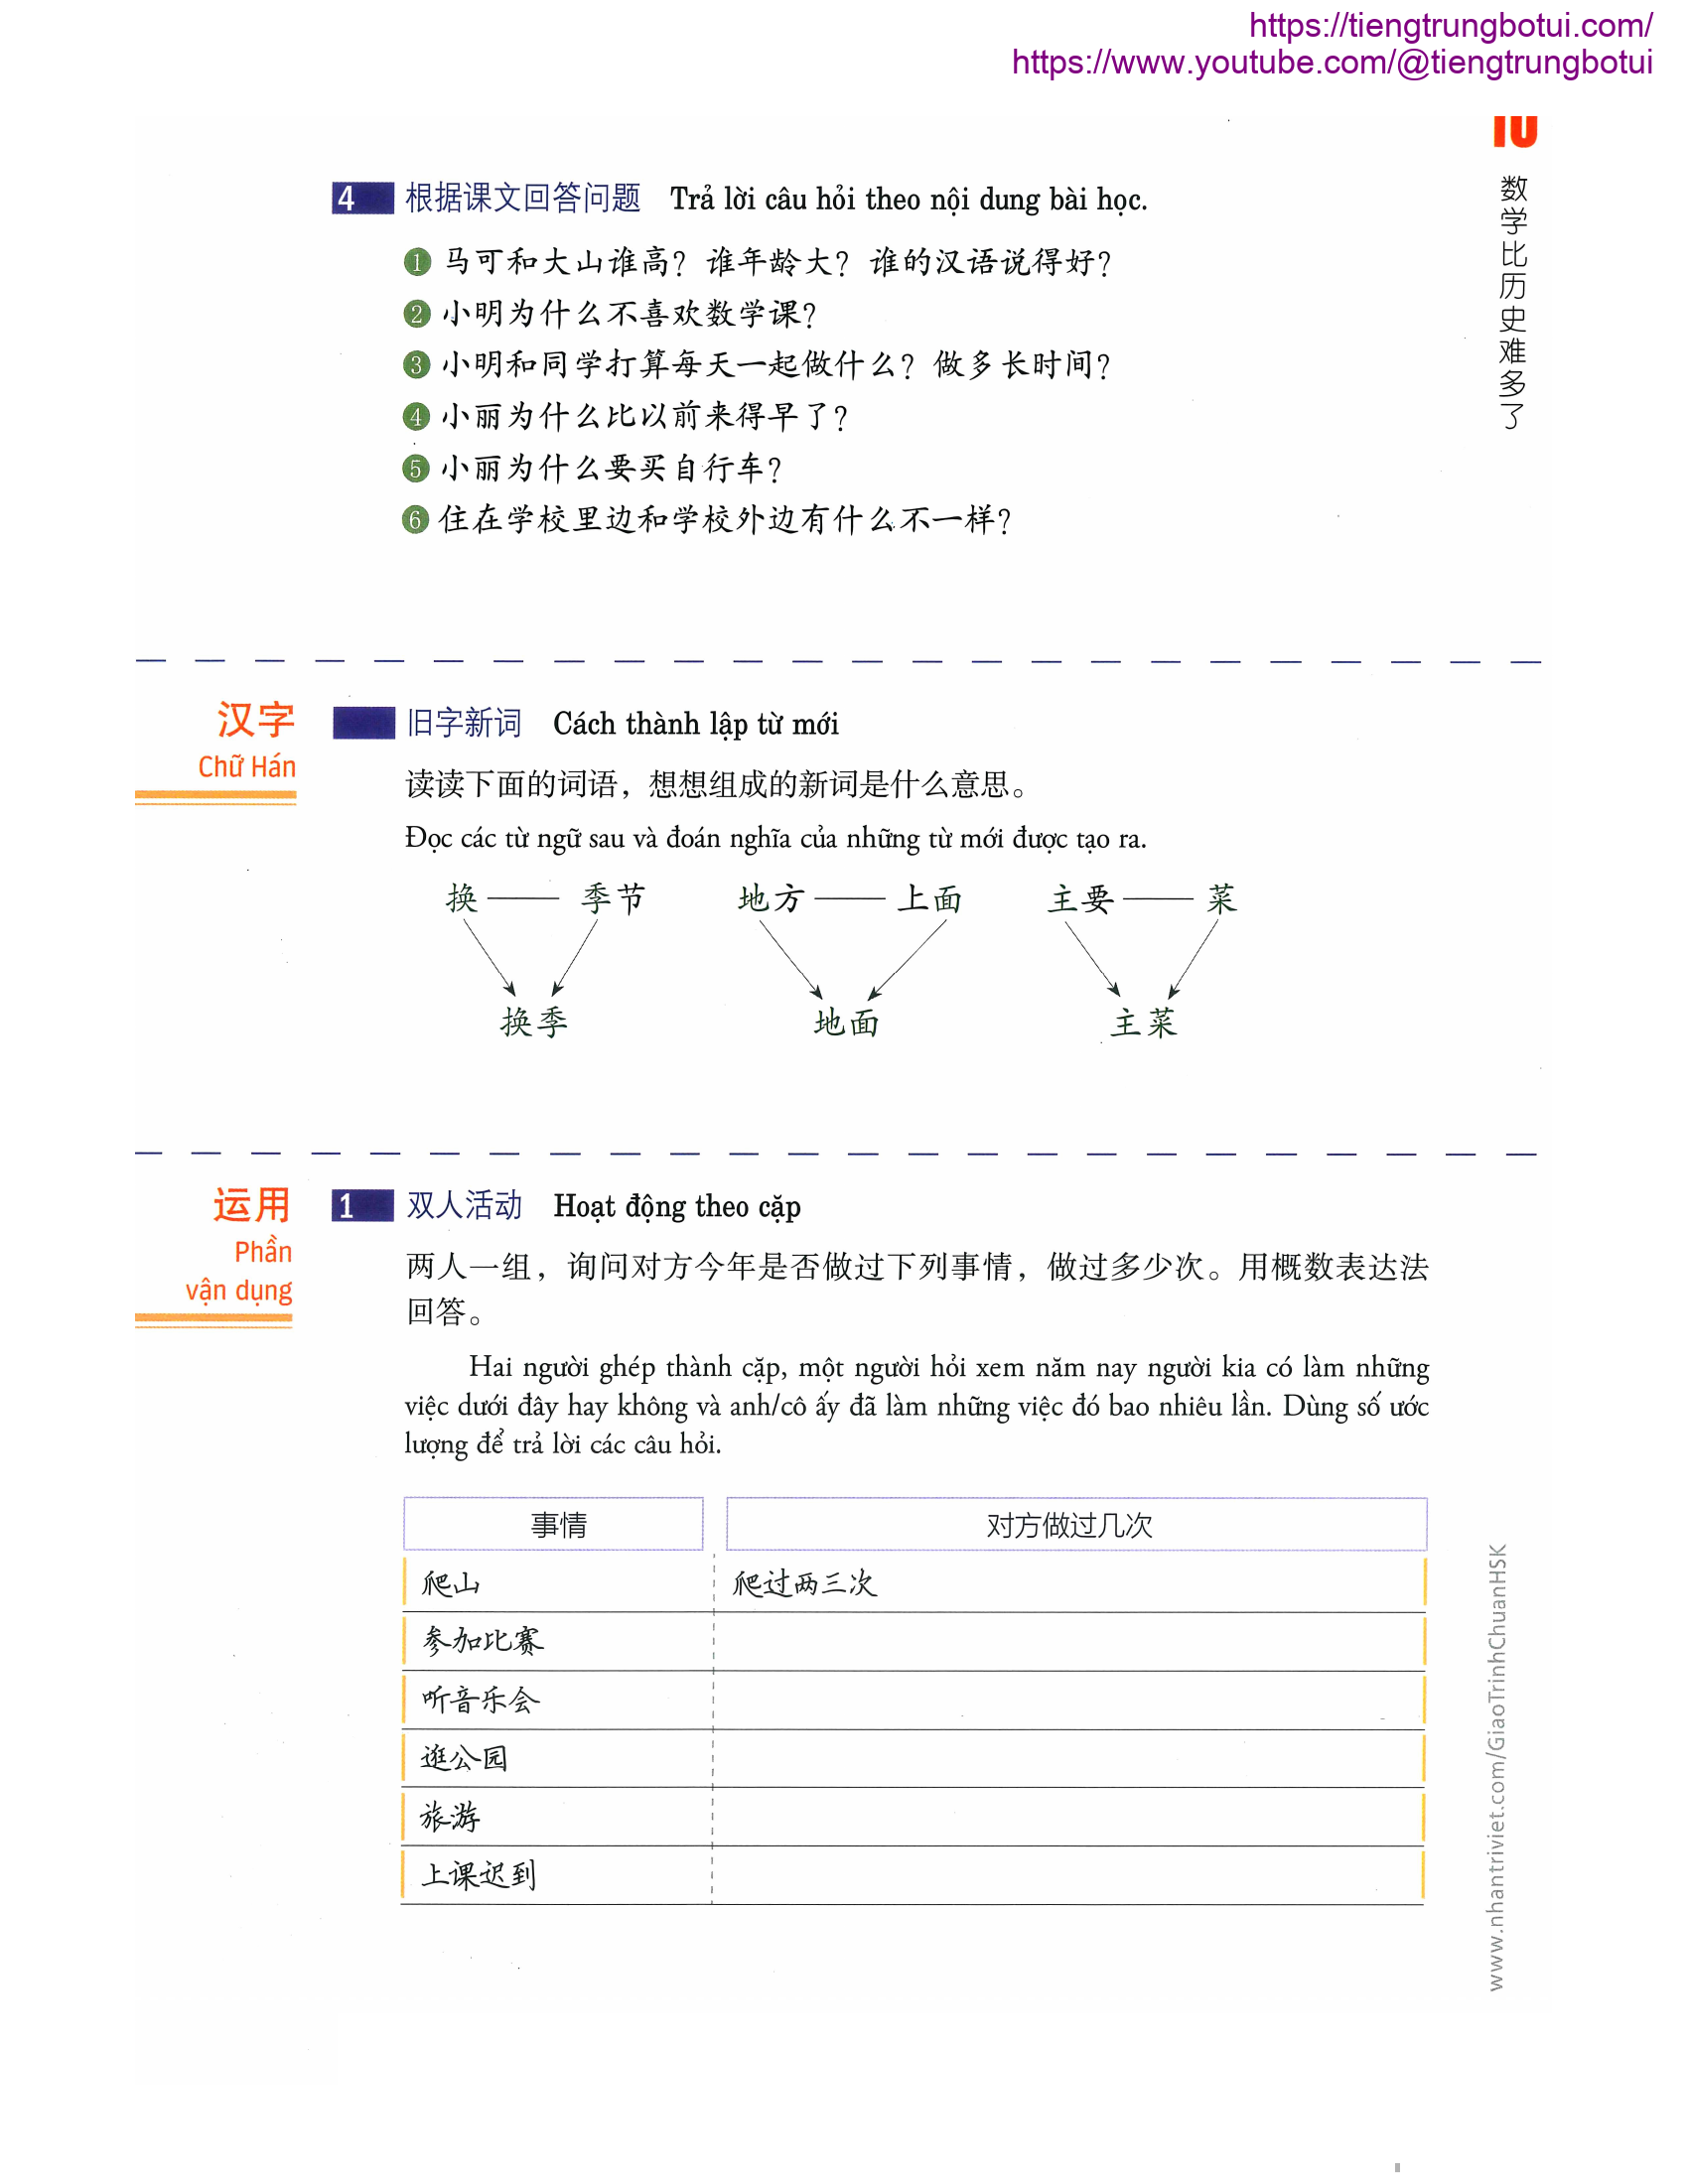 https://tiengtrungbotui.com/
https://www.youtube.com/@tiengtrungbotui
10
数学比历史难多了
4 根据课文回答问题 Trả lời câu hỏi theo nội dung bài học.
1 马可和大山谁高？谁年龄大？谁的汉语说得好？
2 小明为什么不喜欢数学课？
3 小明和同学打算每天一起做什么？做多长时间？
4 小丽为什么比以前来得早了？
5 小丽为什么要买自行车？
6 住在学校里边和学校外边有什么不一样？
汉字
Chữ Hán
旧字新词 Cách thành lập từ mới
读读下面的词语，想想组成的新词是什么意思。
Đọc các từ ngữ sau và đoán nghĩa của những từ mới được tạo ra.
换 季节 地方 上面 主要 菜
换季 地面 主菜
运用
Phần
vận dụng
1 双人活动 Hoạt động theo cặp
两人一组，询问对方今年是否做过下列事情，做过多少次。用概数表达法
回答。
Hai người ghép thành cặp, một người hỏi xem năm nay người kia có làm những
việc dưới đây hay không và anh/cô ấy đã làm những việc đó bao nhiêu lần. Dùng số ước
lượng để trả lời các câu hỏi.
事情 对方做过几次
爬山 爬过两三次
参加比赛
听音乐会
逛公园
旅游
上课迟到
www.nhantriviet.com/GiaoTrinhChuanHSK